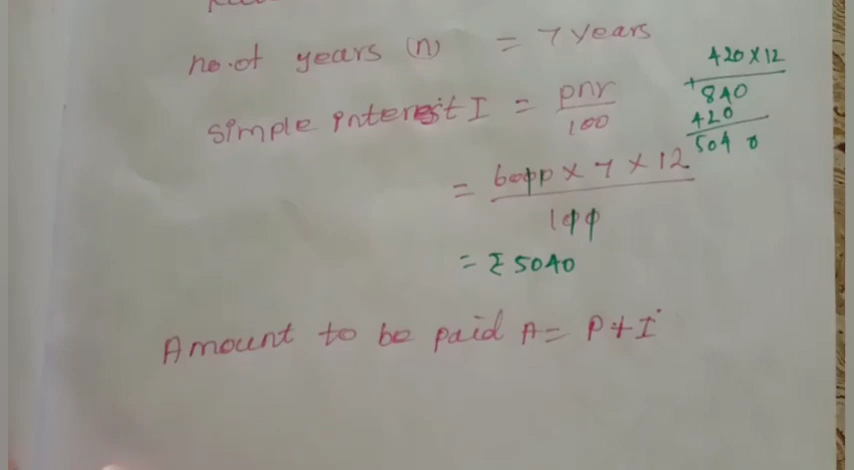 no.of years (n) = 7 years
simple interest I = pnr
100
= 6000 x 7 x 12
100
= ₹ 5040
Amount to be paid A = P + I
420 x 12
+ 840
420
5040